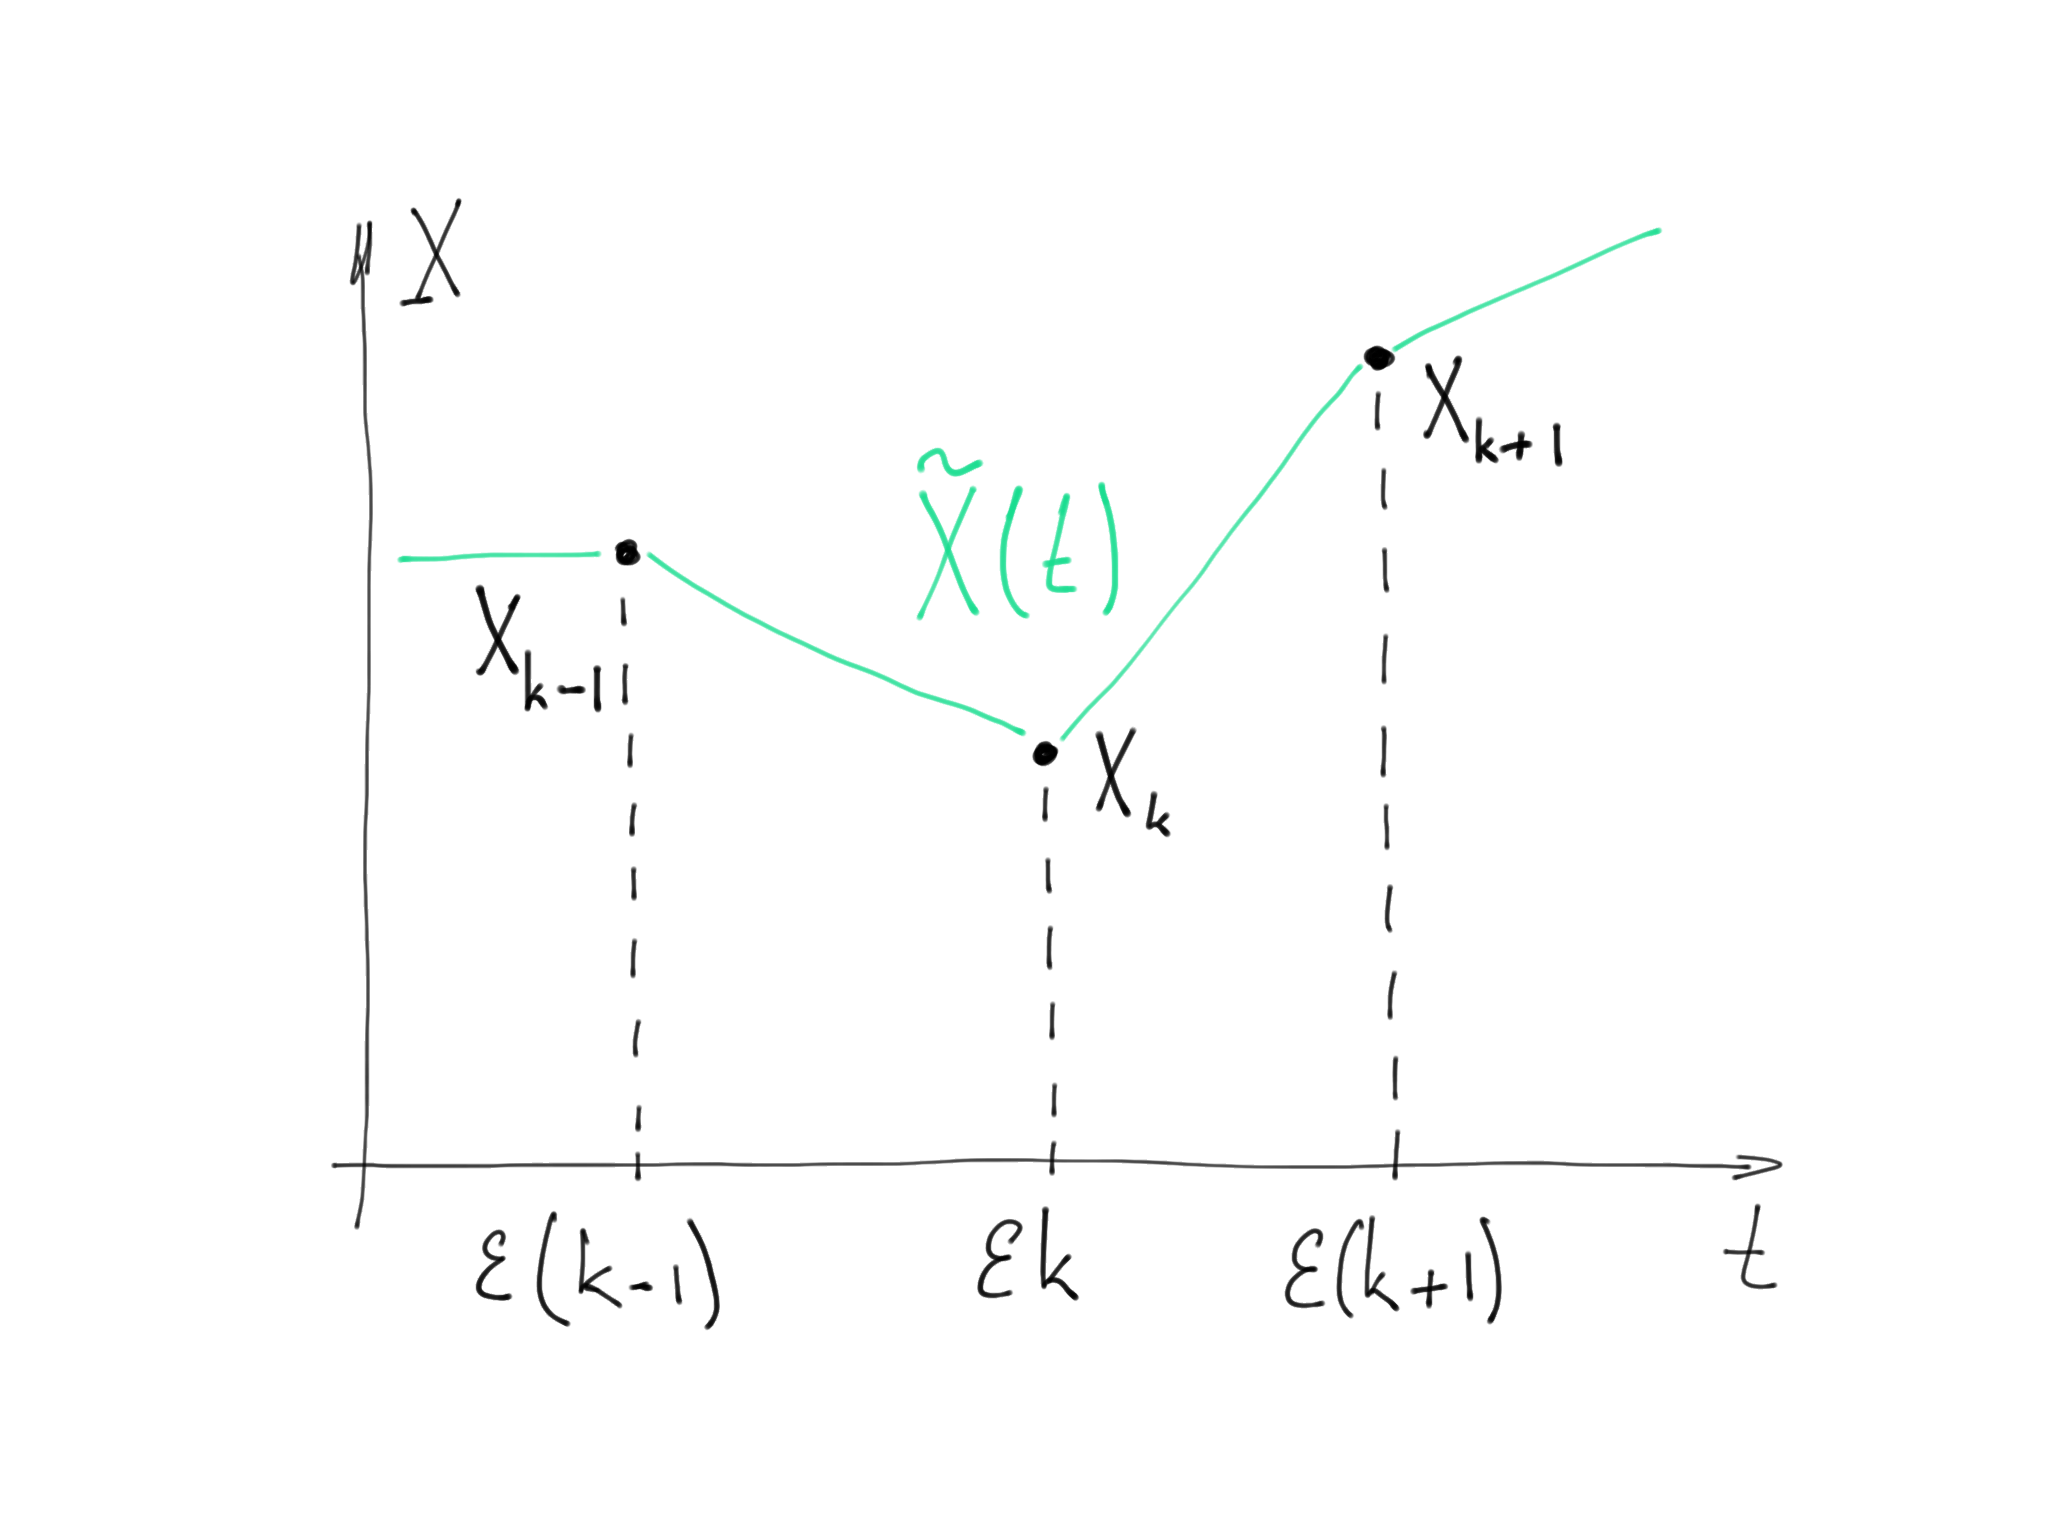 X
X̃(t)
X_{k+1}
X_{k-1}
X_k
ε(k-1)
εk
ε(k+1)
t